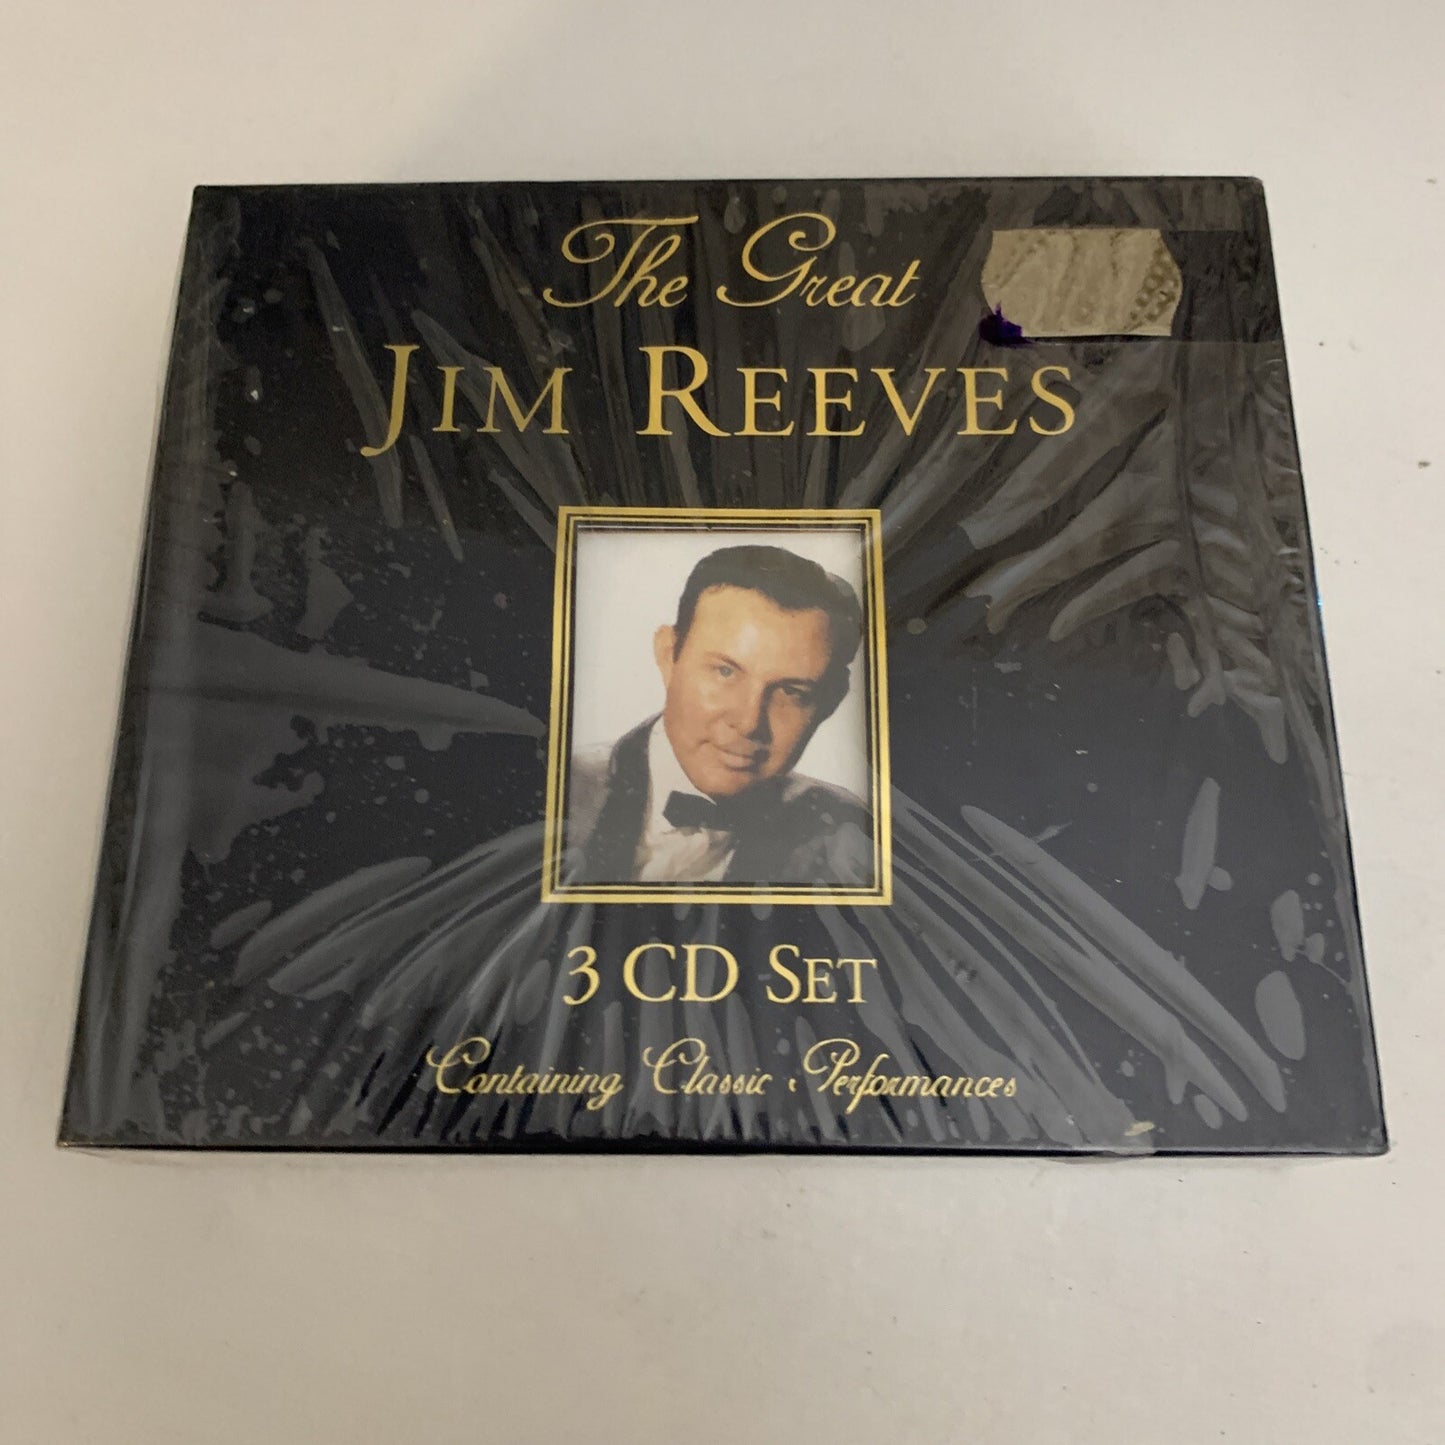 The Great
JIM REEVES
3 CD SET
Containing Classic Performances